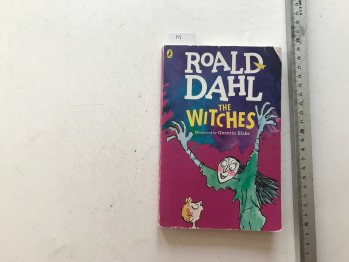 ROALD
DAHL
THE
WITCHES
Illustrated by Quentin Blake